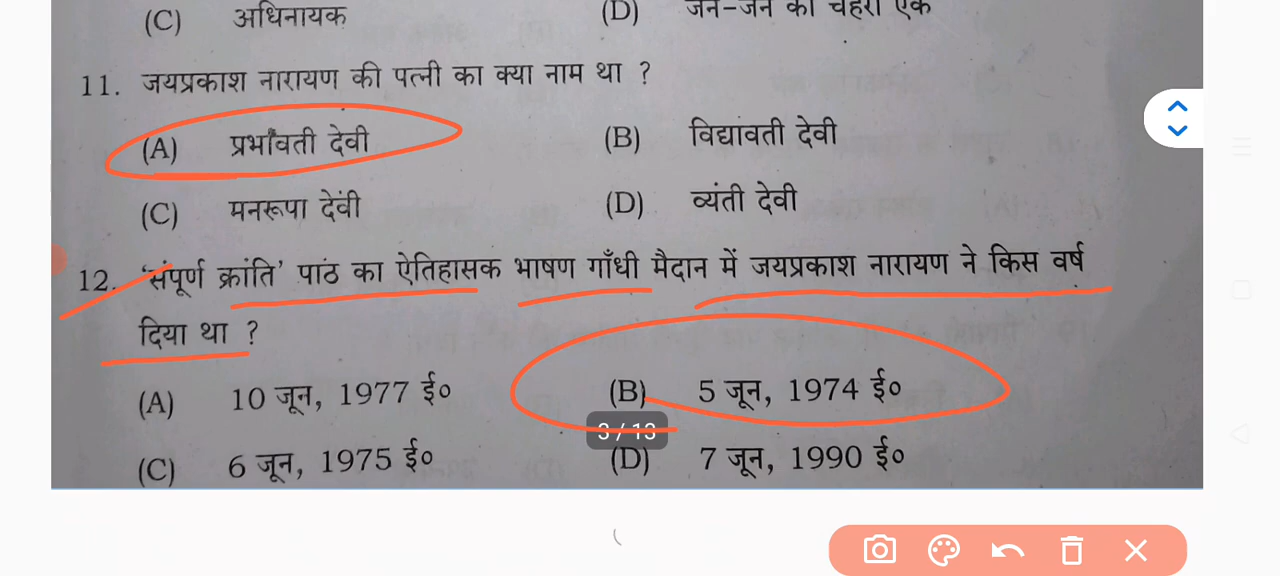 (C) अधिनायक (D) जन-जन का चेहरा एक
11. जयप्रकाश नारायण की पत्नी का क्या नाम था ?
(A) प्रभावती देवी (B) विद्यावती देवी
(C) मनरूपा देवी (D) व्यंती देवी
12. 'संपूर्ण क्रांति' पाठ का ऐतिहासक भाषण गाँधी मैदान में जयप्रकाश नारायण ने किस वर्ष
दिया था ?
(A) 10 जून, 1977 ई० (B) 5 जून, 1974 ई०
3 / 13
(C) 6 जून, 1975 ई० (D) 7 जून, 1990 ई०